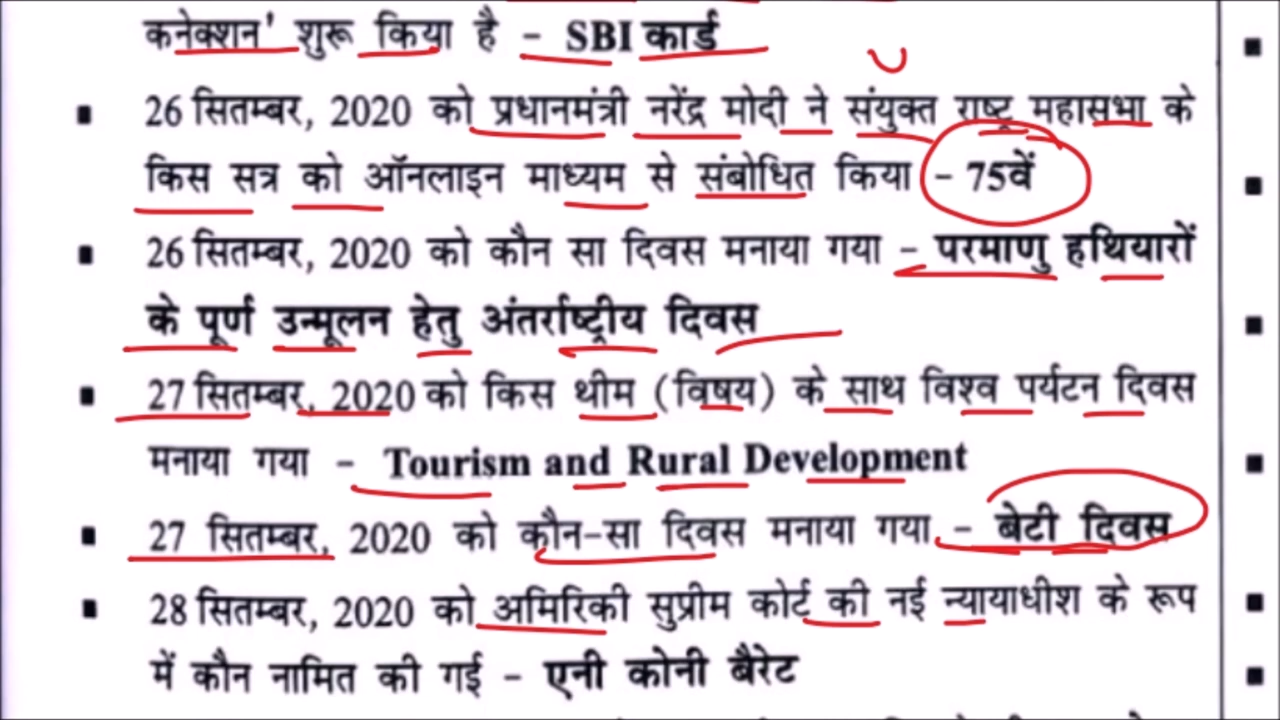 कनेक्शन' शुरू किया है - SBI कार्ड
▪ 26 सितम्बर, 2020 को प्रधानमंत्री नरेंद्र मोदी ने संयुक्त राष्ट्र महासभा के
किस सत्र को ऑनलाइन माध्यम से संबोधित किया - 75वें
▪ 26 सितम्बर, 2020 को कौन सा दिवस मनाया गया - परमाणु हथियारों
के पूर्ण उन्मूलन हेतु अंतर्राष्ट्रीय दिवस
▪ 27 सितम्बर, 2020 को किस थीम (विषय) के साथ विश्व पर्यटन दिवस
मनाया गया - Tourism and Rural Development
▪ 27 सितम्बर, 2020 को कौन-सा दिवस मनाया गया - बेटी दिवस
▪ 28 सितम्बर, 2020 को अमिरिकी सुप्रीम कोर्ट की नई न्यायाधीश के रूप
में कौन नामित की गई - एनी कोनी बैरेट